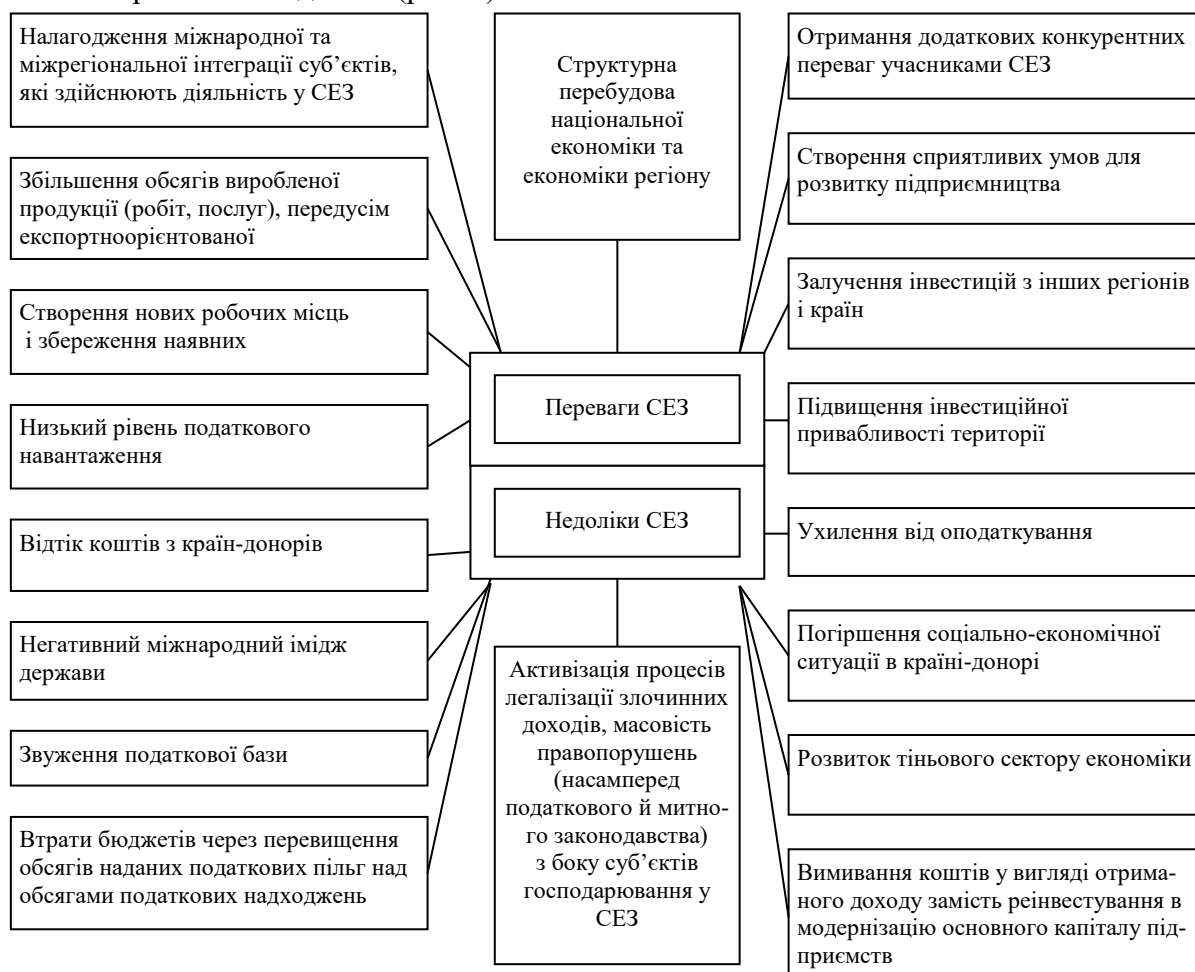 Налагодження міжнародної та
міжрегіональної інтеграції суб’єктів,
які здійснюють діяльність у СЕЗ
Збільшення обсягів виробленої
продукції (робіт, послуг), передусім
експортноорієнтованої
Створення нових робочих місць
і збереження наявних
Низький рівень податкового
навантаження
Відтік коштів з країн-донорів
Негативний міжнародний імідж
держави
Звуження податкової бази
Втрати бюджетів через перевищення
обсягів наданих податкових пільг над
обсягами податкових надходжень
Структурна
перебудова
національної
економіки та
економіки регіону
Переваги СЕЗ
Недоліки СЕЗ
Активізація процесів
легалізації злочинних
доходів, масовість
правопорушень
(насамперед
податкового й митно-
го законодавства)
з боку суб’єктів
господарювання у
СЕЗ
Отримання додаткових конкурентних
переваг учасниками СЕЗ
Створення сприятливих умов для
розвитку підприємництва
Залучення інвестицій з інших регіонів
і країн
Підвищення інвестиційної
привабливості території
Ухилення від оподаткування
Погіршення соціально-економічної
ситуації в країні-донорі
Розвиток тіньового сектору економіки
Вимивання коштів у вигляді отрима-
ного доходу замість реінвестування в
модернізацію основного капіталу під-
приємств